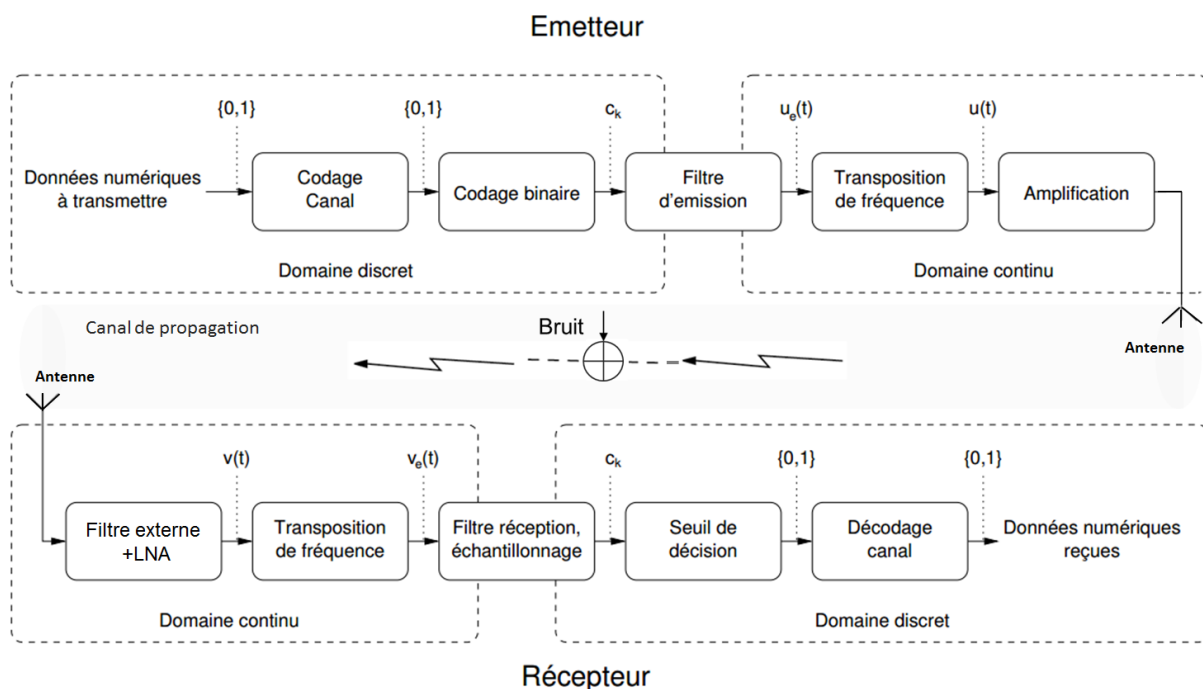 Emetteur
{0,1}
{0,1}
c_k
u_e(t)
u(t)
Données numériques
à transmettre
Codage
Canal
Codage binaire
Filtre
d'emission
Transposition
de fréquence
Amplification
Domaine discret
Domaine continu
Canal de propagation
Bruit
Antenne
Antenne
v(t)
v_e(t)
c_k
{0,1}
{0,1}
Filtre externe
+LNA
Transposition
de fréquence
Filtre réception,
échantillonnage
Seuil de
décision
Décodage
canal
Données numériques
reçues
Domaine continu
Domaine discret
Récepteur